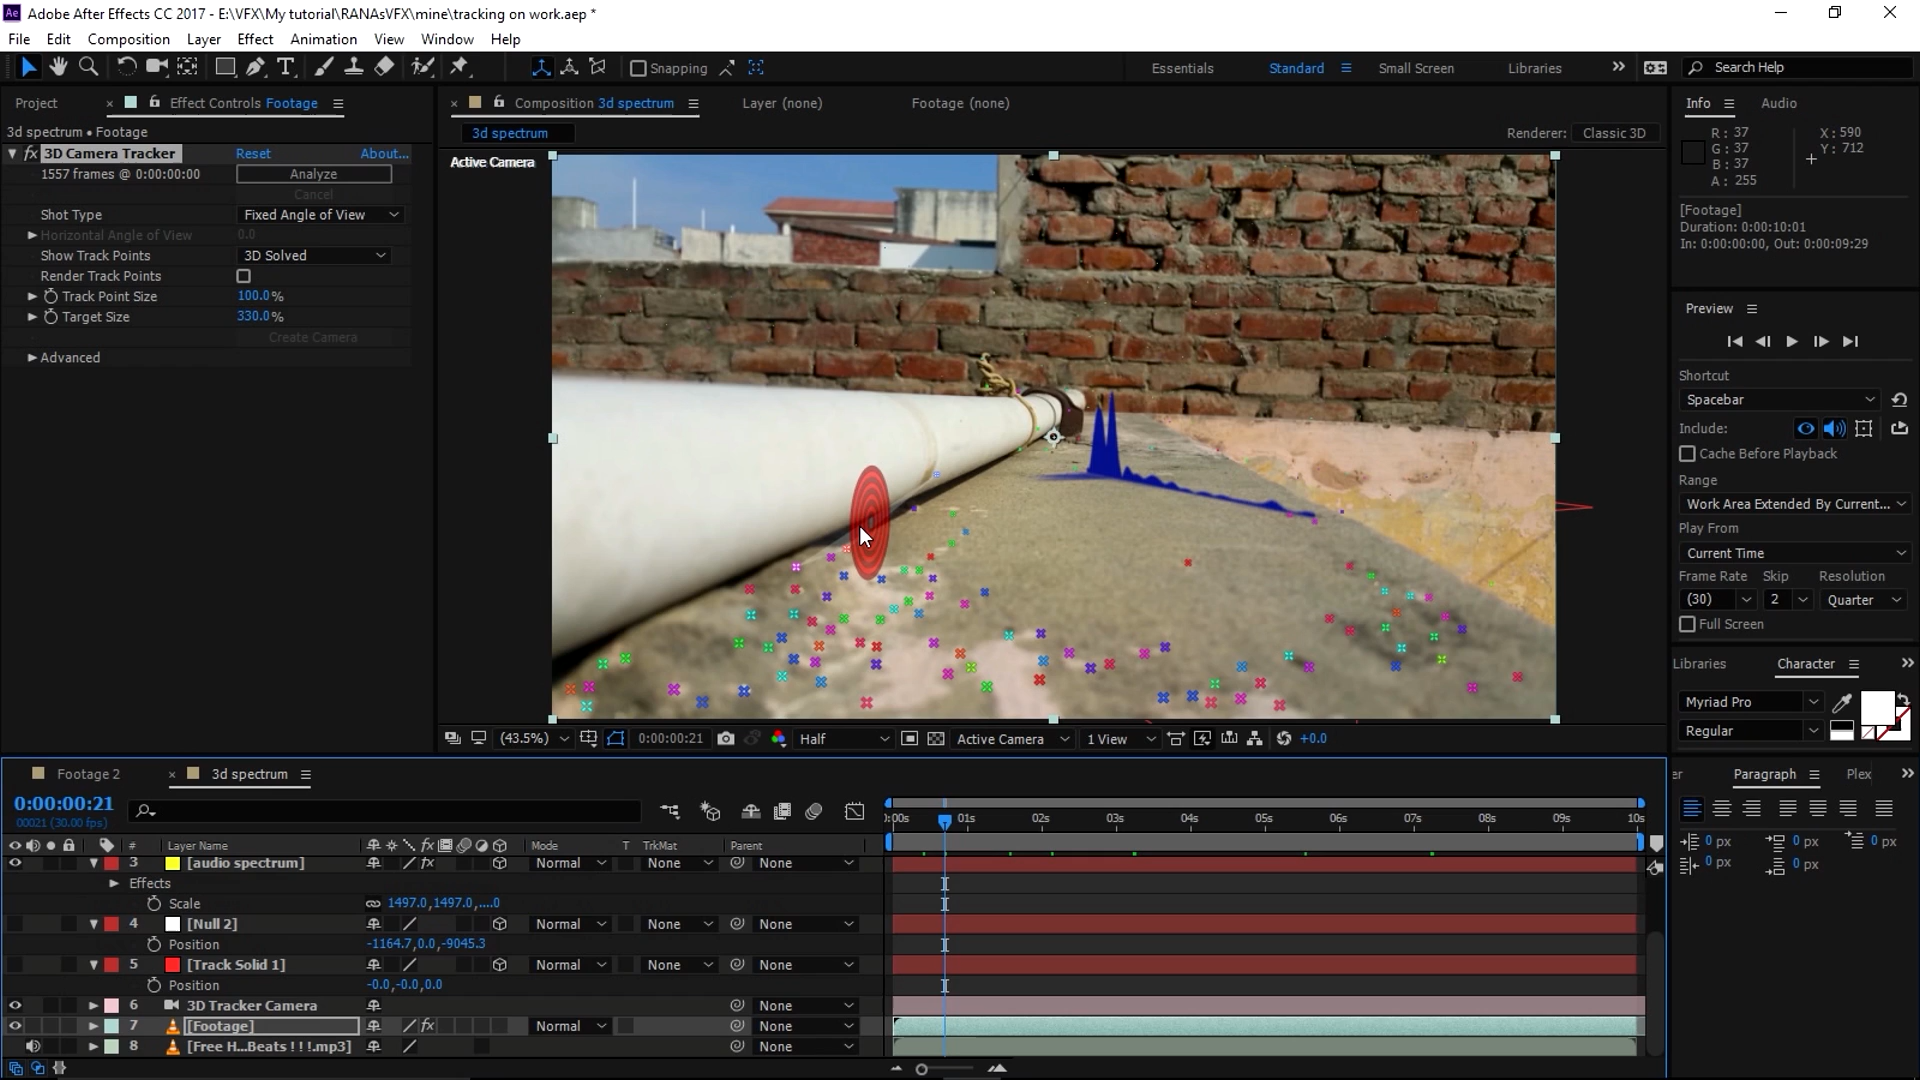 Adobe After Effects CC 2017 - E:\VFX\My tutorial\RANAsVFX\mine\tracking on work.aep *
File Edit Composition Layer Effect Animation View Window Help
Snapping Essentials Standard Small Screen Libraries Search Help
Project Effect Controls Footage Composition 3d spectrum Layer (none) Footage (none) Info Audio
3d spectrum • Footage
3d spectrum Renderer: Classic 3D
3D Camera Tracker Reset About...
1557 frames @ 0:00:00:00 Analyze
Cancel
Shot Type Fixed Angle of View
Horizontal Angle of View 0.0
Show Track Points 3D Solved
Render Track Points
Track Point Size 100.0%
Target Size 330.0%
Create Camera
Advanced
Active Camera
R: 37 X: 590
G: 37 Y: 712
B: 37
A: 255
[Footage]
Duration: 0:00:10:01
In: 0:00:00:00, Out: 0:00:09:29
Preview
Shortcut
Spacebar
Include:
Cache Before Playback
Range
Work Area Extended By Current...
Play From
Current Time
Frame Rate Skip Resolution
(30) 2 Quarter
Full Screen
Libraries Character
Myriad Pro
Regular
(43.5%) 0:00:00:21 Half Active Camera 1 View +0.0
Footage 2 3d spectrum
er Paragraph Plex
0:00:00:21
00021 (30.00 fps)
0 px 0 px 0 px
0 px 0 px
:00s 01s 02s 03s 04s 05s 06s 07s 08s 09s 10s
# Layer Name Mode T TrkMat Parent
3 [audio spectrum] Normal None None
Effects
Scale 1497.0,1497.0,....0
4 [Null 2] Normal None None
Position -1164.7,0.0,-9045.3
5 [Track Solid 1] Normal None None
Position -0.0,-0.0,0.0
6 3D Tracker Camera None
7 [Footage] Normal None
8 [Free H...Beats ! ! !.mp3] None